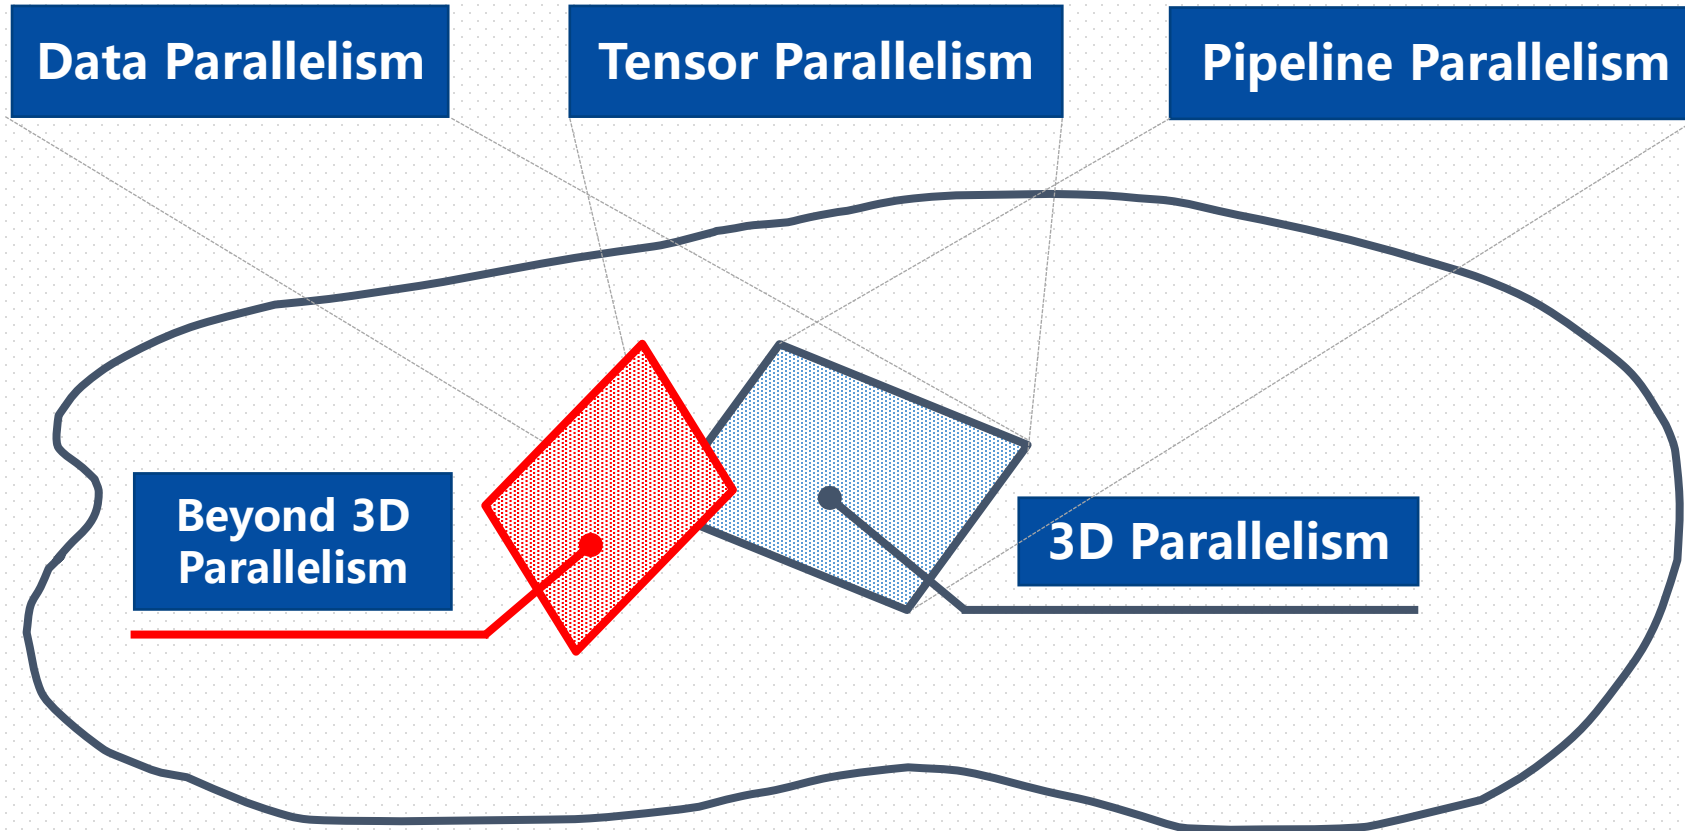 Data Parallelism
Tensor Parallelism
Pipeline Parallelism
Beyond 3D
Parallelism
3D Parallelism